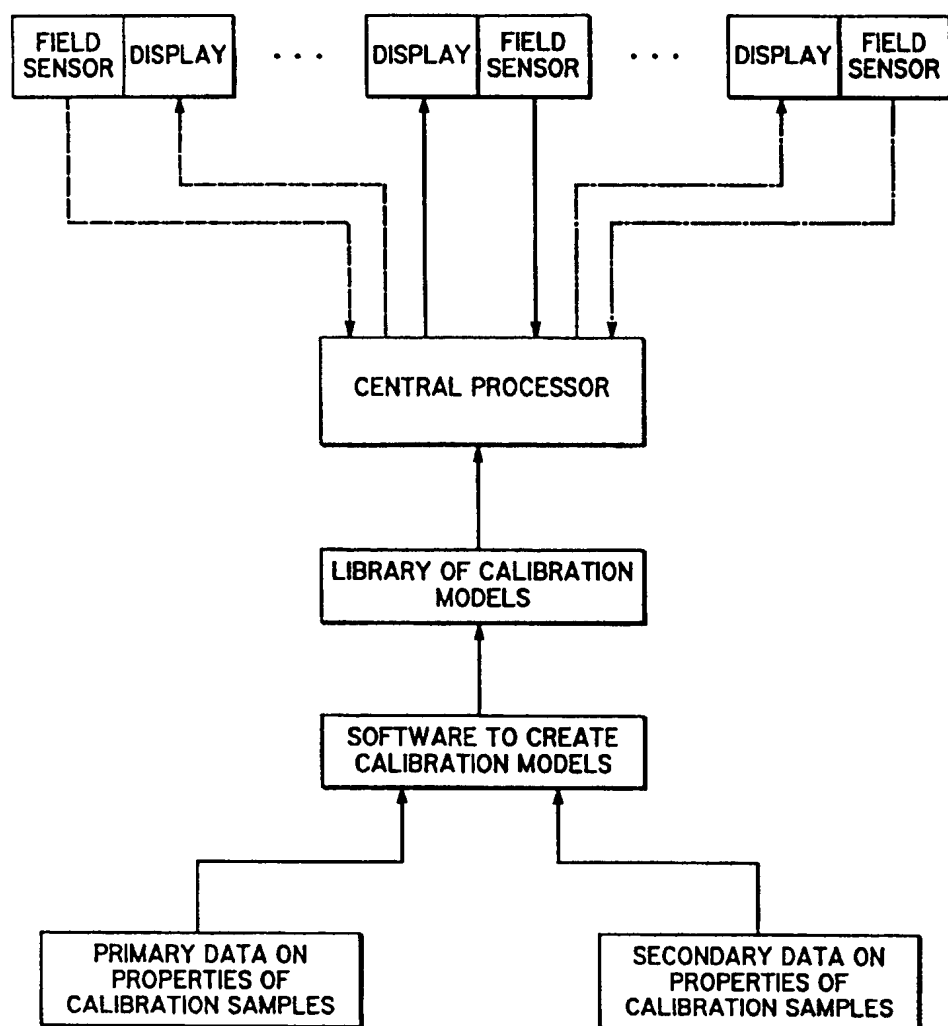 FIELD
SENSOR
DISPLAY
. . .
DISPLAY
FIELD
SENSOR
. . .
DISPLAY
FIELD
SENSOR
CENTRAL PROCESSOR
LIBRARY OF CALIBRATION
MODELS
SOFTWARE TO CREATE
CALIBRATION MODELS
PRIMARY DATA ON
PROPERTIES OF
CALIBRATION SAMPLES
SECONDARY DATA ON
PROPERTIES OF
CALIBRATION SAMPLES